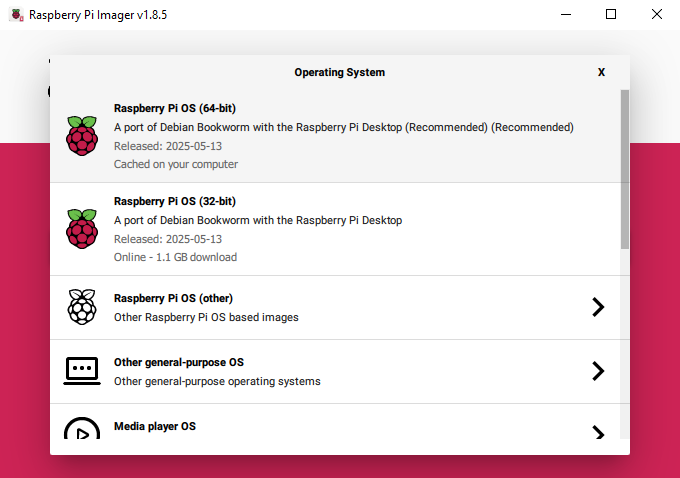 Raspberry Pi Imager v1.8.5
Operating System
X
Raspberry Pi OS (64-bit)
A port of Debian Bookworm with the Raspberry Pi Desktop (Recommended) (Recommended)
Released: 2025-05-13
Cached on your computer
Raspberry Pi OS (32-bit)
A port of Debian Bookworm with the Raspberry Pi Desktop
Released: 2025-05-13
Online - 1.1 GB download
Raspberry Pi OS (other)
Other Raspberry Pi OS based images
Other general-purpose OS
Other general-purpose operating systems
Media player OS